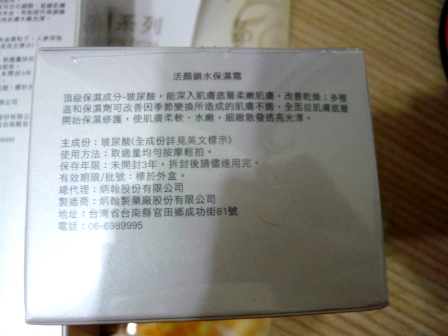 系列
活顏鎖水保濕霜
頂級保濕成分-玻尿酸，能深入肌膚底層柔嫩肌膚，改善乾燥；多種
溫和保濕劑可改善因季節變換所造成的肌膚不適，全面從肌膚底層
開始保濕修護，使肌膚柔軟、水嫩，細緻散發透亮光澤。
主成份：玻尿酸(全成份詳見英文標示)
使用方法：取適量均勻按摩輕拍。
保存年限：未開封3年，拆封後請儘速用完。
有效期限/批號：標於外盒。
總代理：炳翰股份有限公司
製造商：炳翰製藥廠股份有限公司
地址：台灣省台南縣官田鄉成功街81號
電話：06-6989995